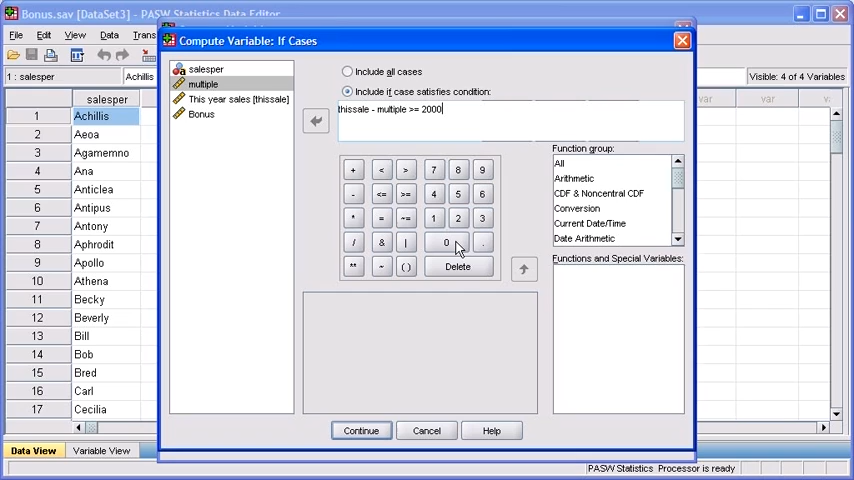 Bonus.sav [DataSet3] - PASW Statistics Data Editor
File Edit View Data
Compute Variable: If Cases
1 : salesper
Achillis
Visible: 4 of 4 Variables
salesper
var
var
1 Achillis
2 Aeoa
3 Agamemno
4 Ana
5 Anticlea
6 Antipus
7 Antony
8 Aphrodit
9 Apollo
10 Athena
11 Becky
12 Beverly
13 Bill
14 Bob
15 Bred
16 Carl
17 Cecilia
salesper
multiple
This year sales [thissale]
Bonus
Include all cases
Include if case satisfies condition:
thissale - multiple >= 2000
+ < > 7 8 9
- <= >= 4 5 6
* = ~= 1 2 3
/ & | 0 .
** ~ ( ) Delete
Function group:
All
Arithmetic
CDF & Noncentral CDF
Conversion
Current Date/Time
Date Arithmetic
Functions and Special Variables:
Continue Cancel Help
Data View Variable View
PASW Statistics Processor is ready